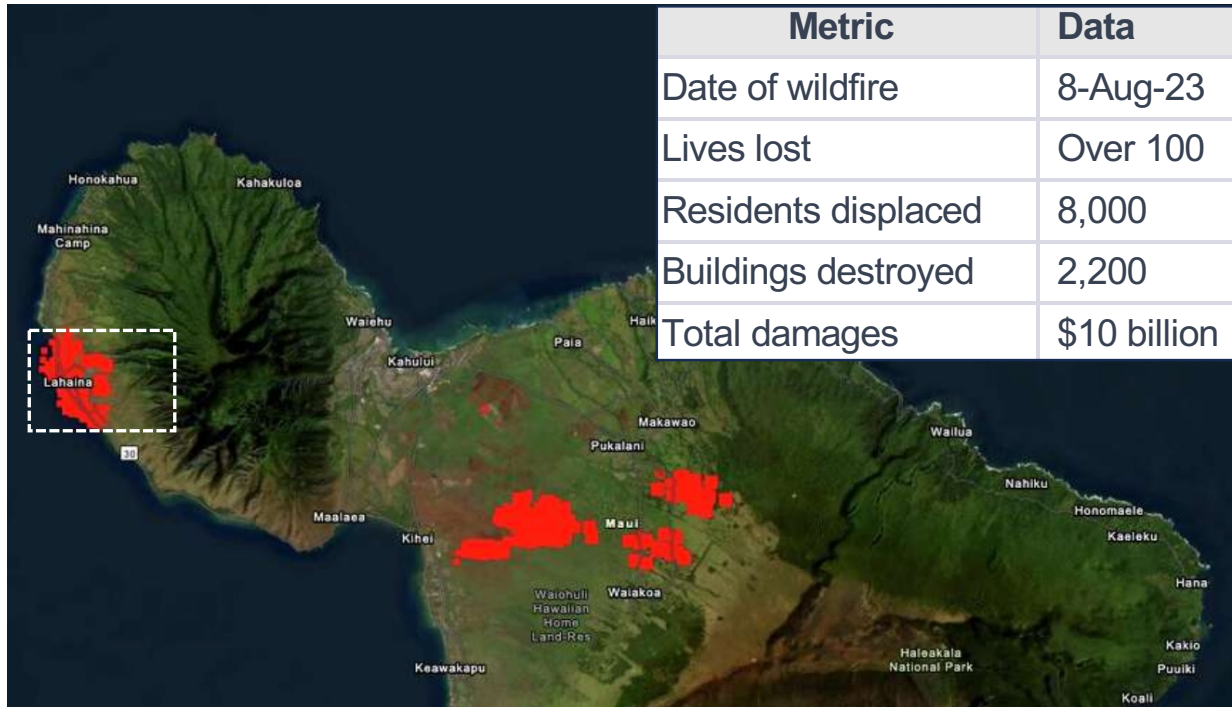 Metric Data
Date of wildfire 8-Aug-23
Lives lost Over 100
Residents displaced 8,000
Buildings destroyed 2,200
Total damages $10 billion
Honokahua
Kahakuloa
Mahinahina
Camp
Waiehu
Haik
Paia
Kahului
Lahaina
Makawao
Wailua
Pukalani
30
Nahiku
Honomaele
Maalaea
Maui
Kihei
Kaeleku
Hana
Waiohuli
Hawaiian
Home
Land-Res
Waiakoa
Kakio
Haleakala
National Park
Keawakapu
Puuiki
Koali